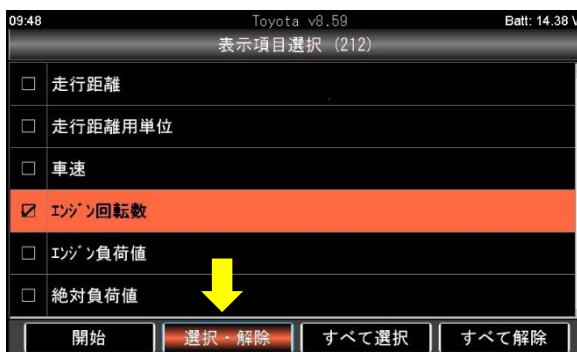 09:48 Toyota v8.59 Batt: 14.38 V
表示項目選択 (212)
走行距離
走行距離用単位
車速
ｴﾝｼﾞﾝ回転数
ｴﾝｼﾞﾝ負荷値
絶対負荷値
開始 選択・解除 すべて選択 すべて解除